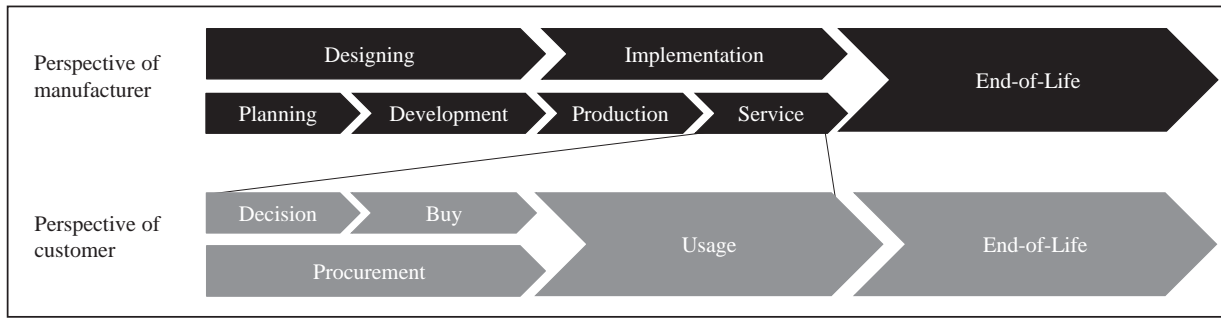 Perspective of
manufacturer
Designing
Implementation
End-of-Life
Planning
Development
Production
Service
Perspective of
customer
Decision
Buy
Usage
End-of-Life
Procurement